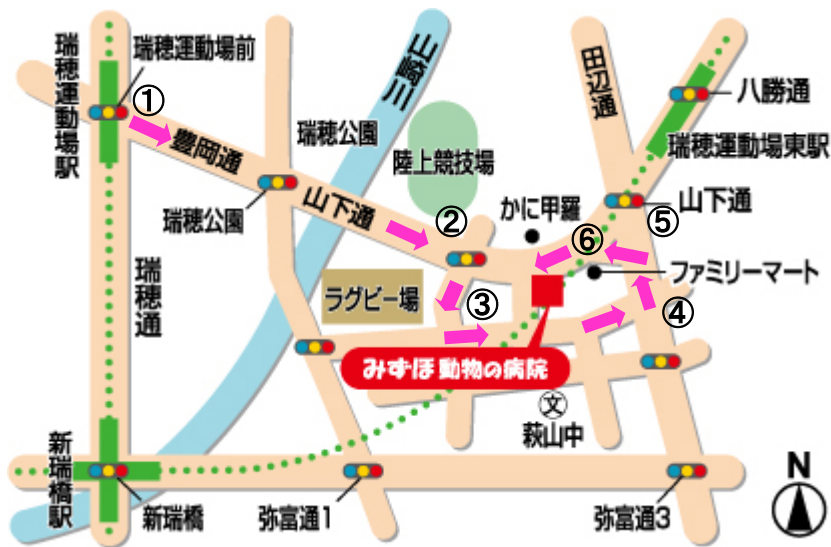 瑞穂運動場駅
瑞穂運動場前
①
豊岡通
瑞穂公園
瑞穂公園
山崎川
陸上競技場
田辺通
八勝通
瑞穂運動場東駅
山下通
②
かに甲羅
⑥
⑤
山下通
ファミリーマート
ラグビー場
③
④
瑞穂通
みずほ動物の病院
文
萩山中
新瑞橋駅
新瑞橋
弥富通1
弥富通3
N